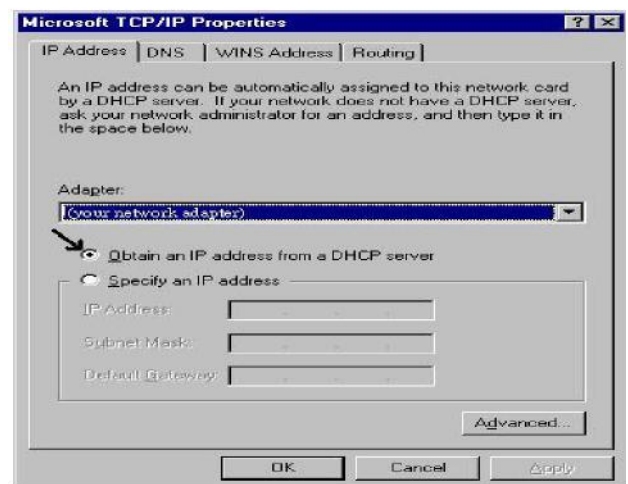 Microsoft TCP/IP Properties
IP Address DNS WINS Address Routing
An IP address can be automatically assigned to this network card
by a DHCP server. If your network does not have a DHCP server,
ask your network administrator for an address, and then type it in
the space below.
Adapter:
(your network adapter)
Obtain an IP address from a DHCP server
Specify an IP address
IP Address:
Subnet Mask:
Default Gateway:
Advanced...
OK Cancel Apply